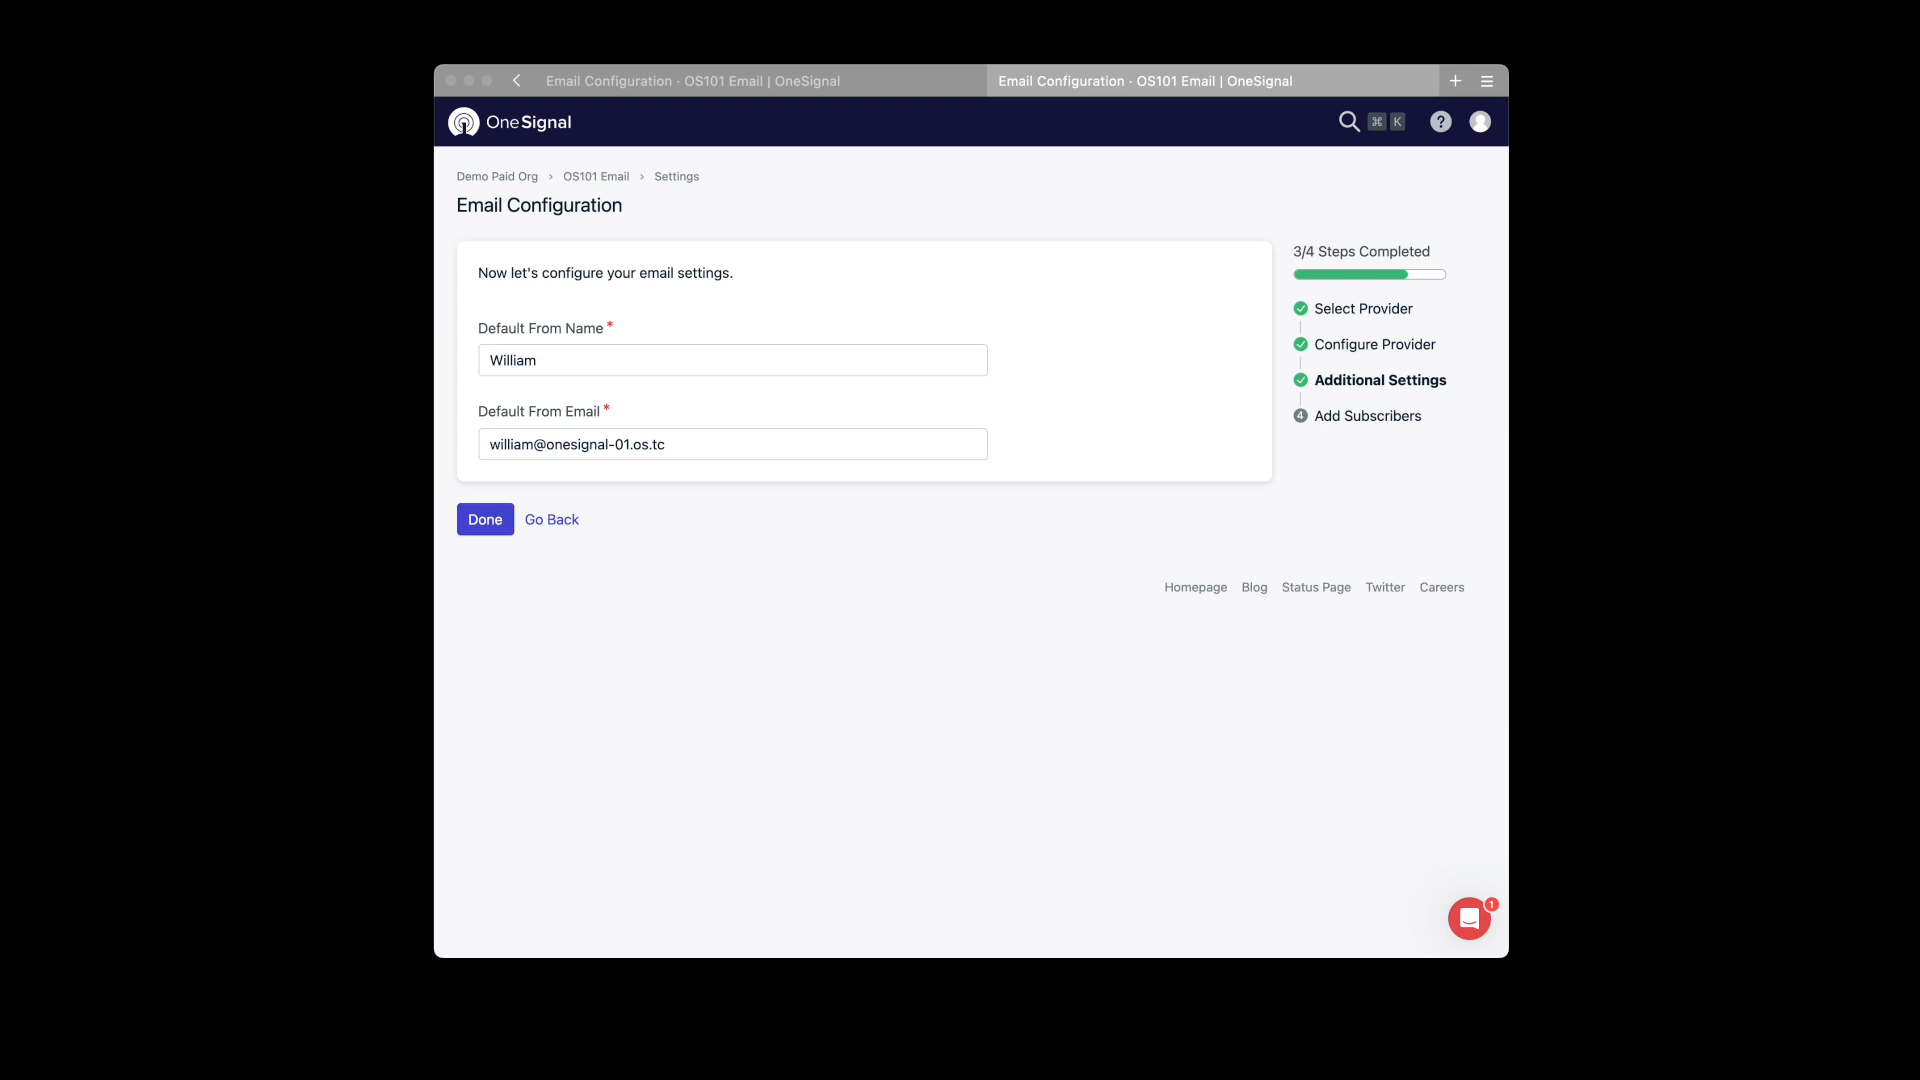 Email Configuration · OS101 Email | OneSignal
Email Configuration · OS101 Email | OneSignal
OneSignal
⌘ K
?
Demo Paid Org › OS101 Email › Settings
Email Configuration
Now let's configure your email settings.
Default From Name *
William
Default From Email *
william@onesignal-01.os.tc
Done
Go Back
3/4 Steps Completed
Select Provider
Configure Provider
Additional Settings
4 Add Subscribers
Homepage Blog Status Page Twitter Careers
1